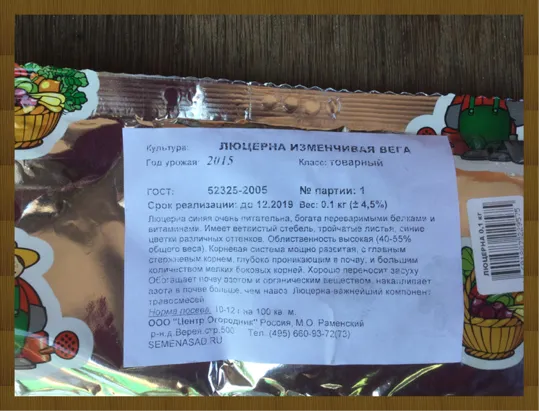 Культура: ЛЮЦЕРНА ИЗМЕНЧИВАЯ ВЕГА
Год урожая: 2015 Класс: товарный
ГОСТ: 52325-2005 № партии: 1
Срок реализации: до 12.2019 Вес: 0.1 кг (± 4,5%)
Люцерна синяя очень питательна, богата переваримыми белками и
витаминами. Имеет ветвистый стебель, тройчатые листья, синие
цветки различных оттенков. Облиственность высокая (40-55%
общего веса). Корневая система мощно развитая, с главным
стержневым корнем, глубоко проникающим в почву, и большим
количеством мелких боковых корней. Хорошо переносит засуху.
Обогащает почву азотом и органическим веществом, накапливает
азота в почве больше, чем навоз. Люцерна-важнейший компонент
травосмесей.
Норма посева: 10-12 г на 100 кв. м.
ООО "Центр Огородник" Россия, М.О. Раменский
р-н,д.Верея,стр.500 Тел. (495) 660-93-72(73)
SEMENASAD.RU
ЛЮЦЕРНА 0,1 кг